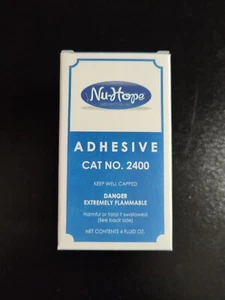 Nu-Hope
ADHESIVE
CAT NO. 2400
KEEP WELL CAPPED
DANGER
EXTREMELY FLAMMABLE
Harmful or fatal if swallowed.
(See back side)
NET CONTENTS 4 FLUID OZ.